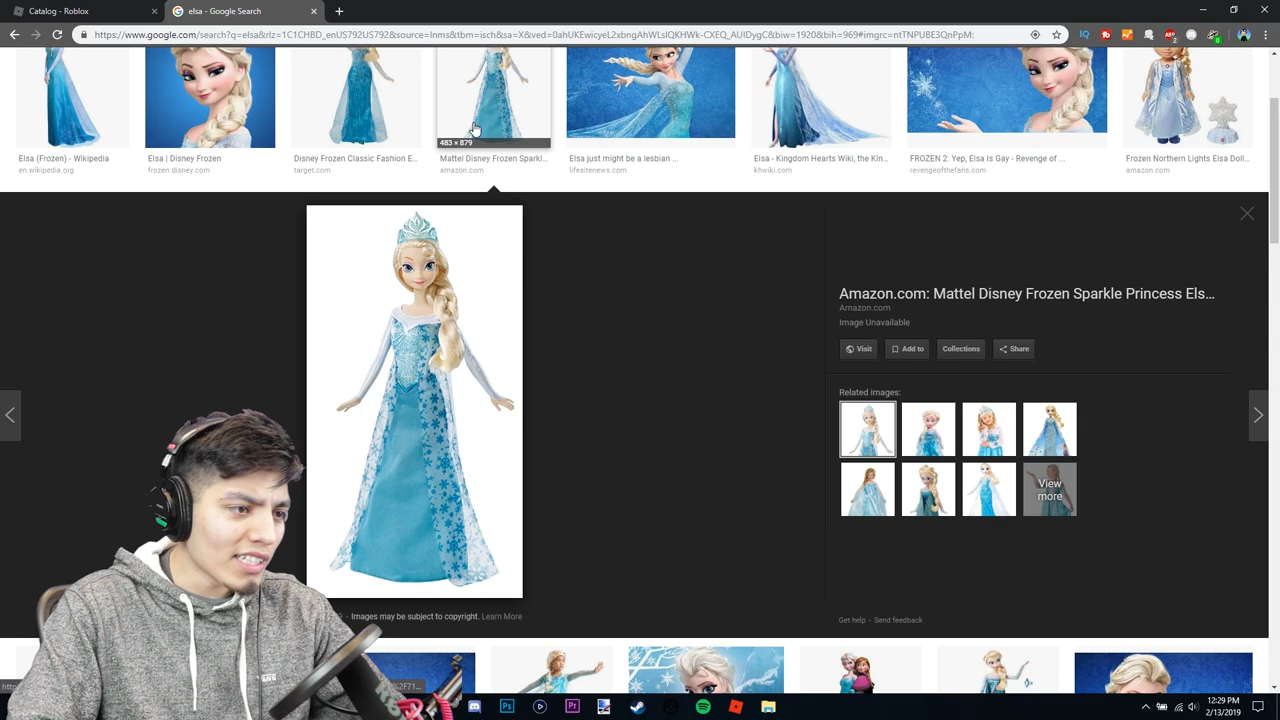 Catalog - Roblox
elsa - Google Search
https://www.google.com/search?q=elsa&rlz=1C1CHBD_enUS792US792&source=lnms&tbm=isch&sa=X&ved=0ahUKEwicyeL2xbngAhWLsIQKHWk-CXEQ_AUIDygC&biw=1920&bih=969#imgrc=ntTNPUBE3QnPpM:
483 × 879
Elsa (Frozen) - Wikipedia
Elsa | Disney Frozen
Disney Frozen Classic Fashion E...
Mattel Disney Frozen Sparkl...
Elsa just might be a lesbian ...
Elsa - Kingdom Hearts Wiki, the Kin...
FROZEN 2: Yep, Elsa Is Gay - Revenge of ...
Frozen Northern Lights Elsa Doll...
en.wikipedia.org
frozen.disney.com
target.com
amazon.com
lifesitenews.com
khwiki.com
revengeofthefans.com
amazon.com
Amazon.com: Mattel Disney Frozen Sparkle Princess Els...
Amazon.com
Image Unavailable
Visit
Add to
Collections
Share
Related images:
View
more
Images may be subject to copyright. Learn More
Get help - Send feedback
12:29 PM
2/13/2019